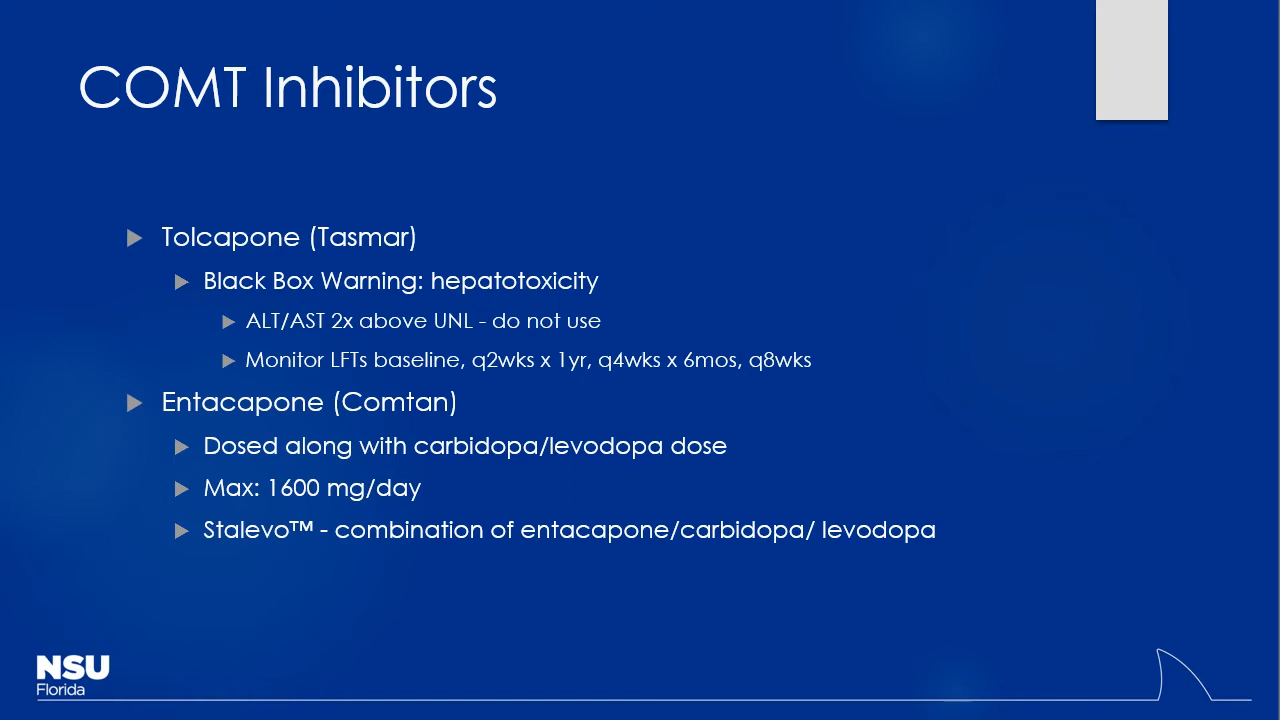 COMT Inhibitors
Tolcapone (Tasmar)
Black Box Warning: hepatotoxicity
ALT/AST 2x above UNL - do not use
Monitor LFTs baseline, q2wks x 1yr, q4wks x 6mos, q8wks
Entacapone (Comtan)
Dosed along with carbidopa/levodopa dose
Max: 1600 mg/day
Stalevo™ - combination of entacapone/carbidopa/ levodopa
NSU
Florida